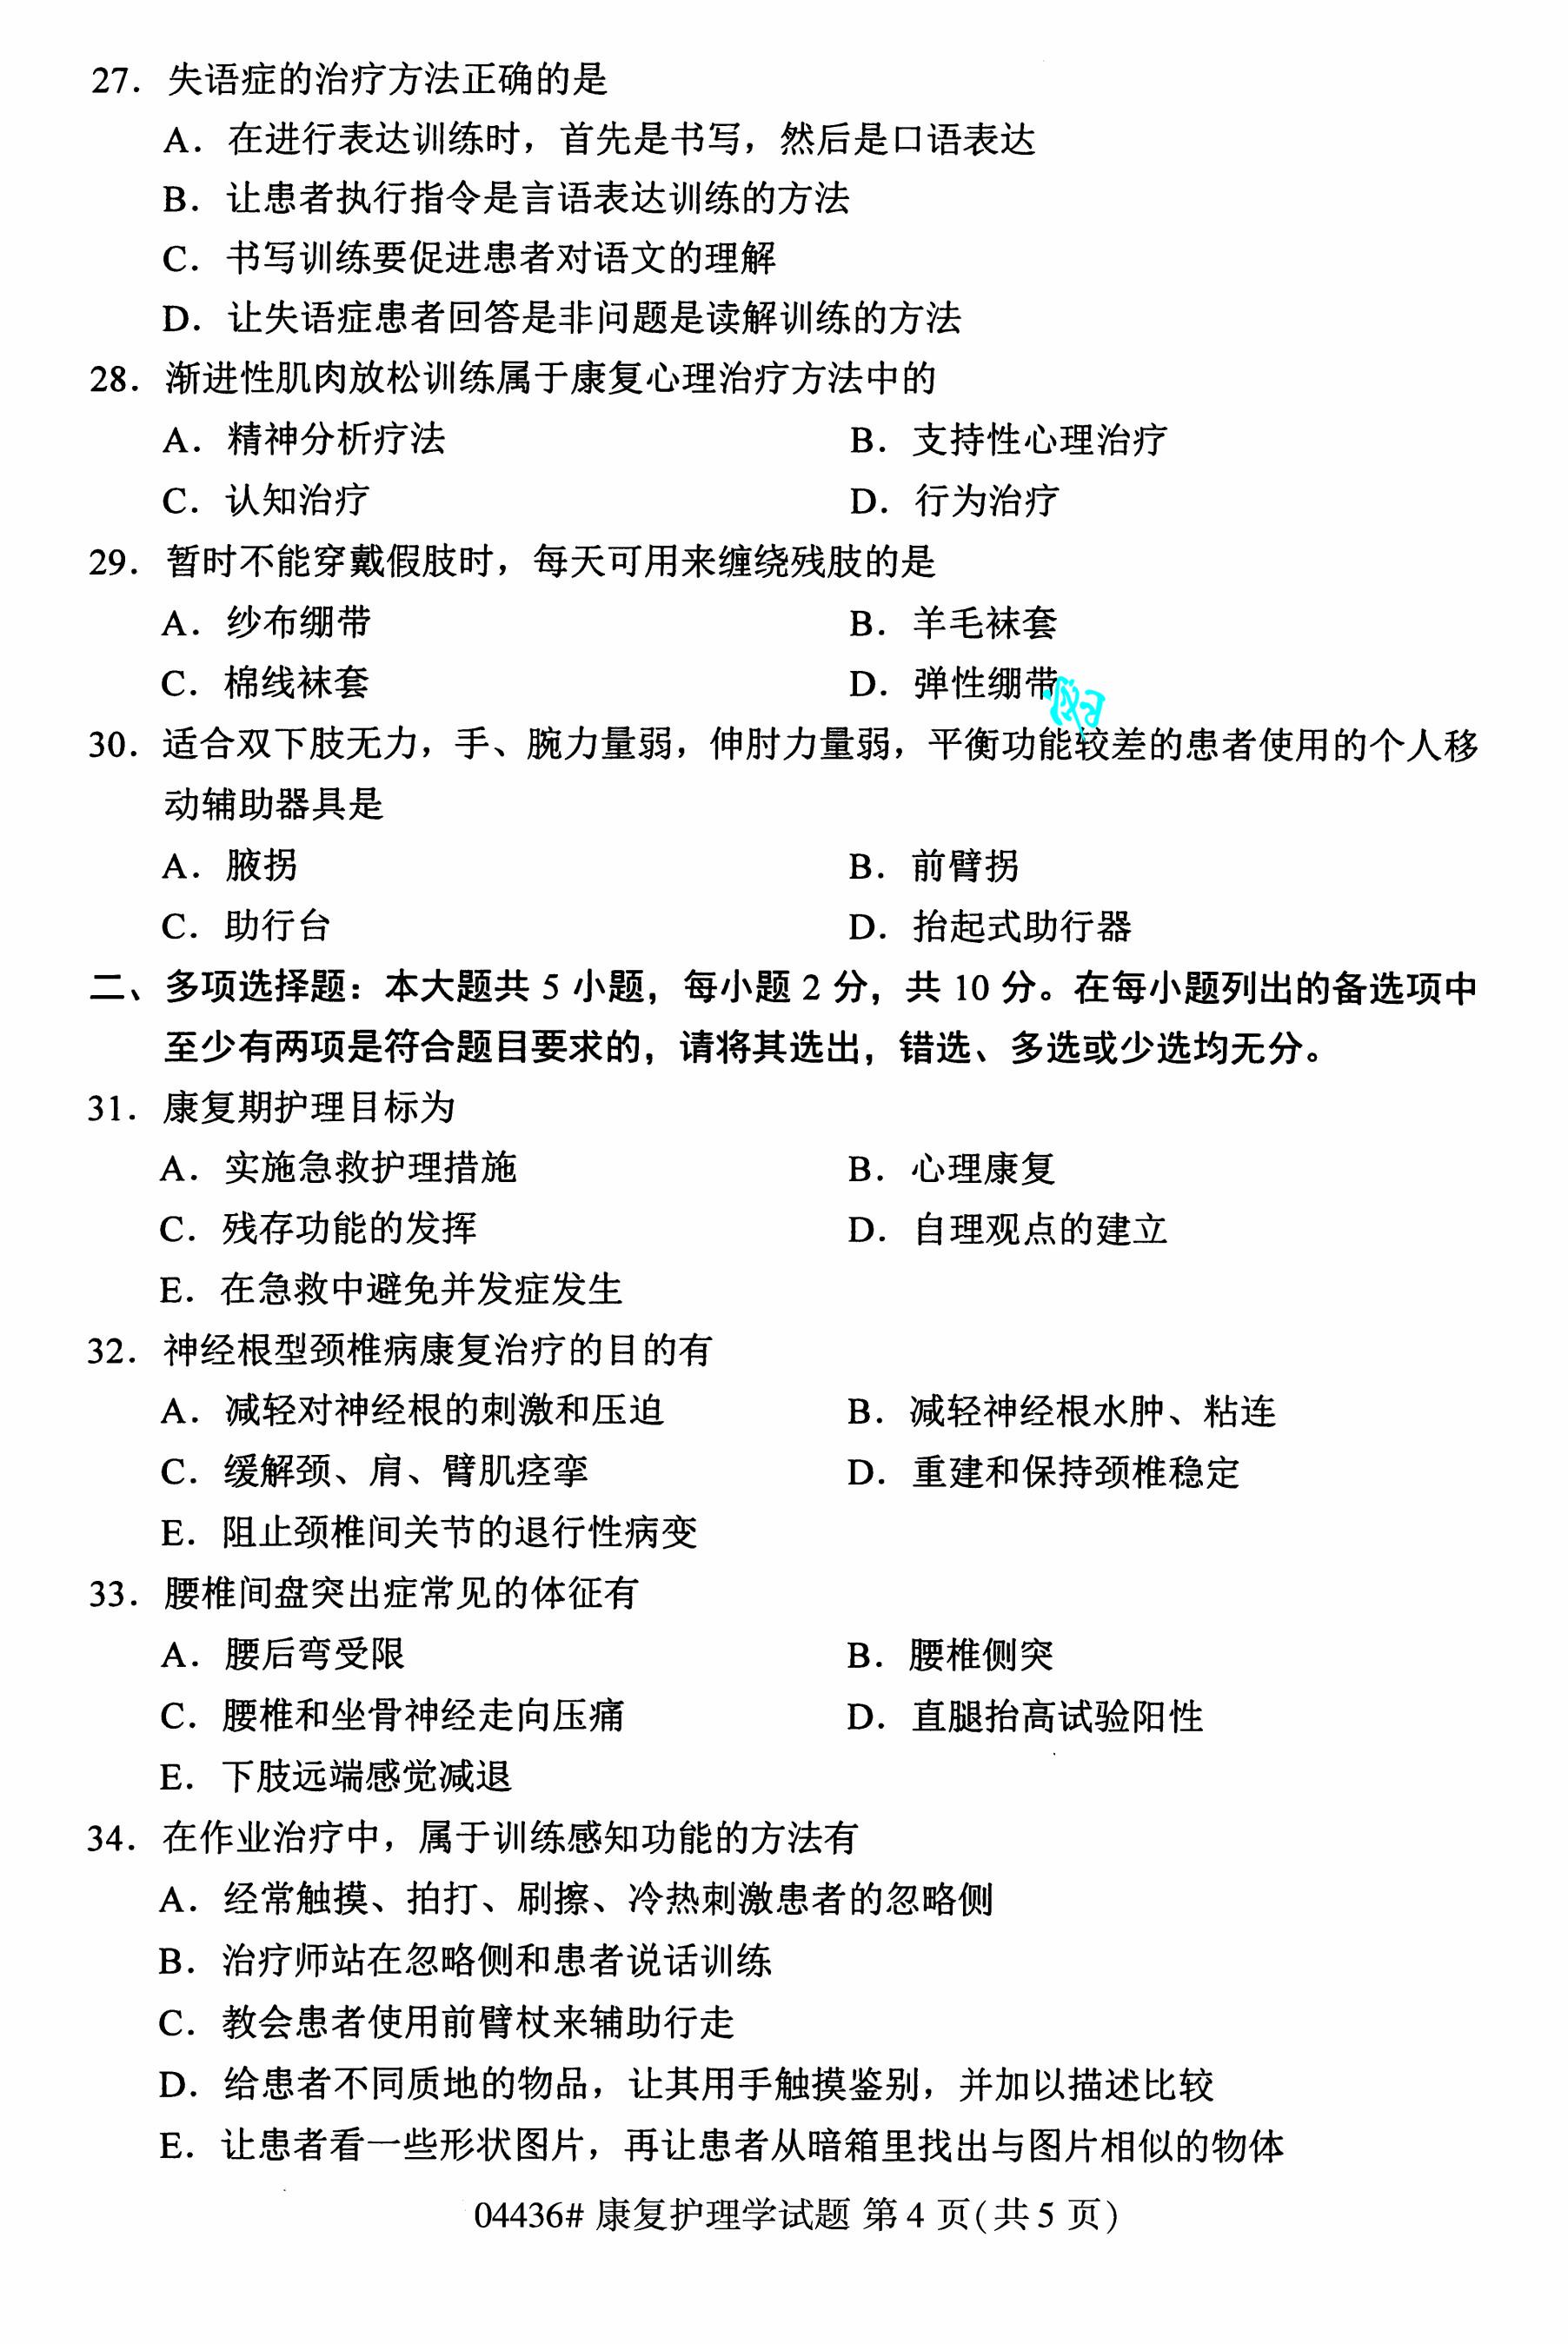 27. 失语症的治疗方法正确的是
A. 在进行表达训练时，首先是书写，然后是口语表达
B. 让患者执行指令是言语表达训练的方法
C. 书写训练要促进患者对语文的理解
D. 让失语症患者回答是非问题是读解训练的方法
28. 渐进性肌肉放松训练属于康复心理治疗方法中的
A. 精神分析疗法 B. 支持性心理治疗
C. 认知治疗 D. 行为治疗
29. 暂时不能穿戴假肢时，每天可用来缠绕残肢的是
A. 纱布绷带 B. 羊毛袜套
C. 棉线袜套 D. 弹性绷带
30. 适合双下肢无力，手、腕力量弱，伸肘力量弱，平衡功能较差的患者使用的个人移
动辅助器具是
A. 腋拐 B. 前臂拐
C. 助行台 D. 抬起式助行器
二、多项选择题：本大题共 5 小题，每小题 2 分，共 10 分。在每小题列出的备选项中
至少有两项是符合题目要求的，请将其选出，错选、多选或少选均无分。
31. 康复期护理目标为
A. 实施急救护理措施 B. 心理康复
C. 残存功能的发挥 D. 自理观点的建立
E. 在急救中避免并发症发生
32. 神经根型颈椎病康复治疗的目的有
A. 减轻对神经根的刺激和压迫 B. 减轻神经根水肿、粘连
C. 缓解颈、肩、臂肌痉挛 D. 重建和保持颈椎稳定
E. 阻止颈椎间关节的退行性病变
33. 腰椎间盘突出症常见的体征有
A. 腰后弯受限 B. 腰椎侧突
C. 腰椎和坐骨神经走向压痛 D. 直腿抬高试验阳性
E. 下肢远端感觉减退
34. 在作业治疗中，属于训练感知功能的方法有
A. 经常触摸、拍打、刷擦、冷热刺激患者的忽略侧
B. 治疗师站在忽略侧和患者说话训练
C. 教会患者使用前臂杖来辅助行走
D. 给患者不同质地的物品，让其用手触摸鉴别，并加以描述比较
E. 让患者看一些形状图片，再让患者从暗箱里找出与图片相似的物体
04436# 康复护理学试题 第 4 页(共 5 页)